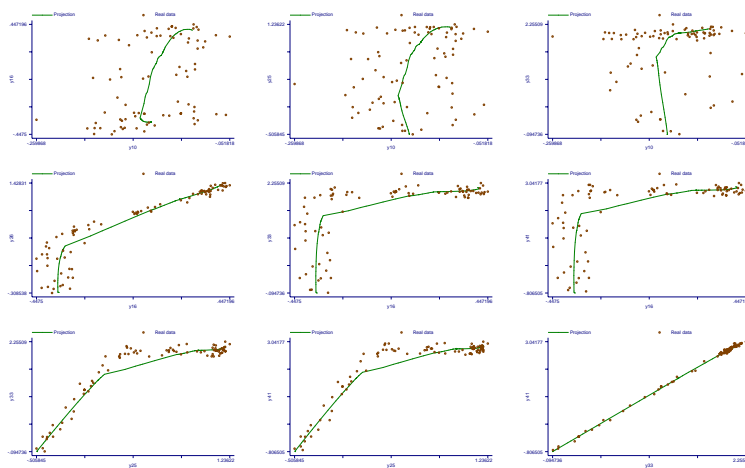 Projection Real data Projection Real data Projection Real data
.447196 1.23622 2.25509
y16 y25 y33
-.4475 -.505845 -.094736
-.259868 -.051818 -.259868 -.051818 -.259868 -.051818
y10 y10 y10
Projection Real data Projection Real data Projection Real data
1.42831 2.25509 3.04177
-.308538 -.094736 -.806505
-.4475 .447196 -.4475 .447196 -.4475 .447196
y16 y16 y16
Projection Real data Projection Real data Projection Real data
2.25509 3.04177 3.04177
y33 y41 y41
-.094736 -.806505 -.806505
-.505845 1.23622 -.505845 1.23622 -.094736
y25 y25 y33